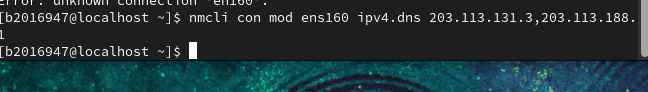 Error: unknown connection 'en160'.
[b2016947@localhost ~]$ nmcli con mod ens160 ipv4.dns 203.113.131.3,203.113.188.
1
[b2016947@localhost ~]$